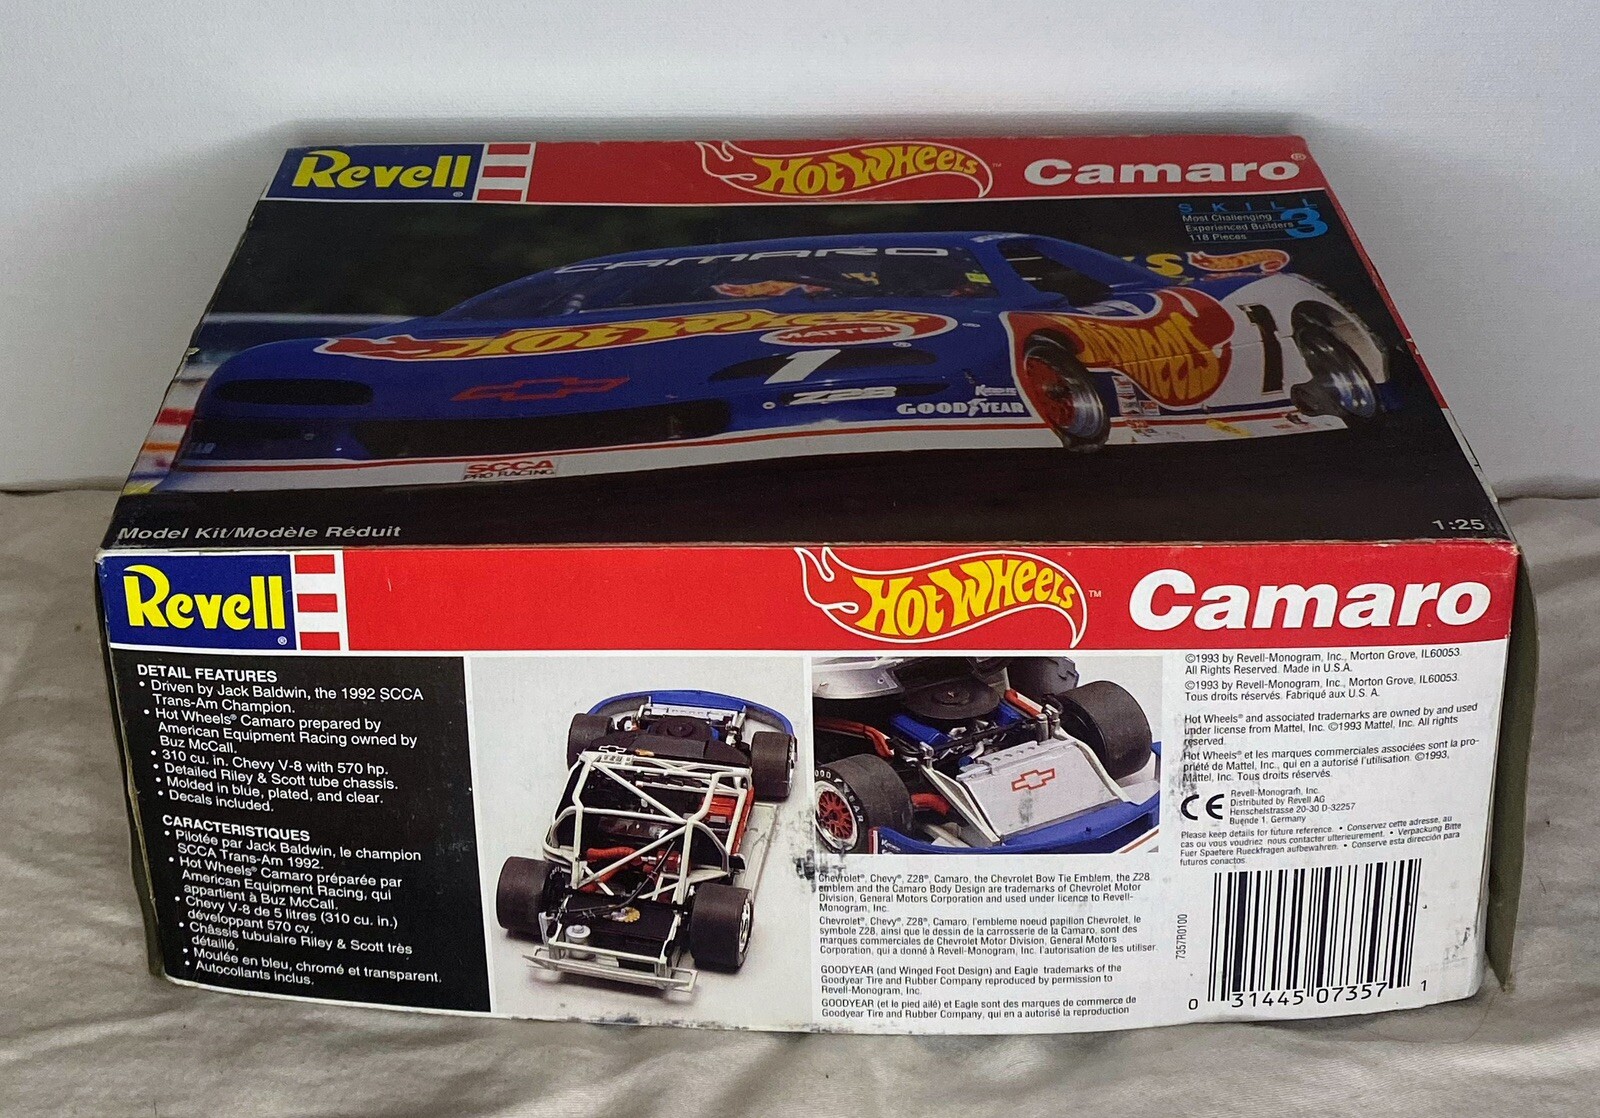 Revell®
Hot Wheels™
Camaro®
SKILL 3
Most Challenging
Experienced Builders
118 Pieces
CAMARO
Hot Wheels
MATTEL
1
Z28
GOODYEAR
Hot Wheels
1
SCCA
PRO RACING
Model Kit/Modèle Réduit
1:25
Revell®
Hot Wheels™
Camaro
DETAIL FEATURES
• Driven by Jack Baldwin, the 1992 SCCA
Trans-Am Champion.
• Hot Wheels® Camaro prepared by
American Equipment Racing owned by
Buz McCall.
• 310 cu. in. Chevy V-8 with 570 hp.
• Detailed Riley & Scott tube chassis.
• Molded in blue, plated, and clear.
• Decals included.
CARACTERISTIQUES
• Pilotée par Jack Baldwin, le champion
SCCA Trans-Am 1992.
• Hot Wheels® Camaro préparée par
American Equipment Racing, qui
appartient à Buz McCall.
• Chevy V-8 de 5 litres (310 cu. in.)
développant 570 cv.
• Châssis tubulaire Riley & Scott très
détaillé.
• Moulée en bleu, chromé et transparent.
• Autocollants inclus.
Chevrolet®, Chevy®, Z28®, Camaro, the Chevrolet Bow Tie Emblem, the Z28
emblem and the Camaro Body Design are trademarks of Chevrolet Motor
Division, General Motors Corporation and used under licence to Revell-
Monogram, Inc.
Chevrolet®, Chevy®, Z28®, Camaro, l'embleme noeud papillon Chevrolet, le
symbole Z28, ainsi que le dessin de la carrosserie de la Camaro, sont des
marques commerciales de Chevrolet Motor Division, General Motors
Corporation, qui a donné à Revell-Monogram, Inc. l'autorisation de les utiliser.
GOODYEAR (and Winged Foot Design) and Eagle trademarks of the
Goodyear Tire and Rubber Company reproduced by permission to
Revell-Monogram, Inc.
GOODYEAR (et le pied ailé) et Eagle sont des marques de commerce de
Goodyear Tire and Rubber Company, qui en a autorisé la reproduction
©1993 by Revell-Monogram, Inc., Morton Grove, IL60053.
All Rights Reserved. Made in U.S.A.
©1993 by Revell-Monogram, Inc., Morton Grove, IL60053.
Tous droits réservés. Fabriqué aux U.S. A.
Hot Wheels® and associated trademarks are owned by and used
under license from Mattel, Inc. ©1993 Mattel, Inc. All rights
reserved.
Hot Wheels® et les marques commerciales associées sont la pro-
priété de Mattel, Inc., qui en a autorisé l'utilisation. ©1993,
Mattel, Inc. Tous droits réservés.
CE
Revell-Monogram, Inc.
Distributed by Revell AG
Henschelstrasse 20-30 D-32257
Buende 1, Germany
Please keep details for future reference. • Conservez cette adresse, au
cas ou vous voudriez nous contacter ulterieurement. • Verpackung Bitte
Fuer Spaetere Rueckfragen aufbewahren. • Conserve esta dirección para
futuros conactos.
7357R0100
0 31445 07357 1